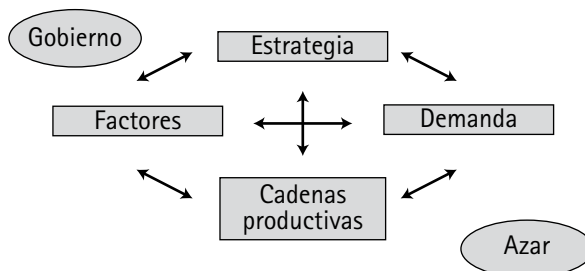 Gobierno
Estrategia
Factores
Demanda
Cadenas
productivas
Azar